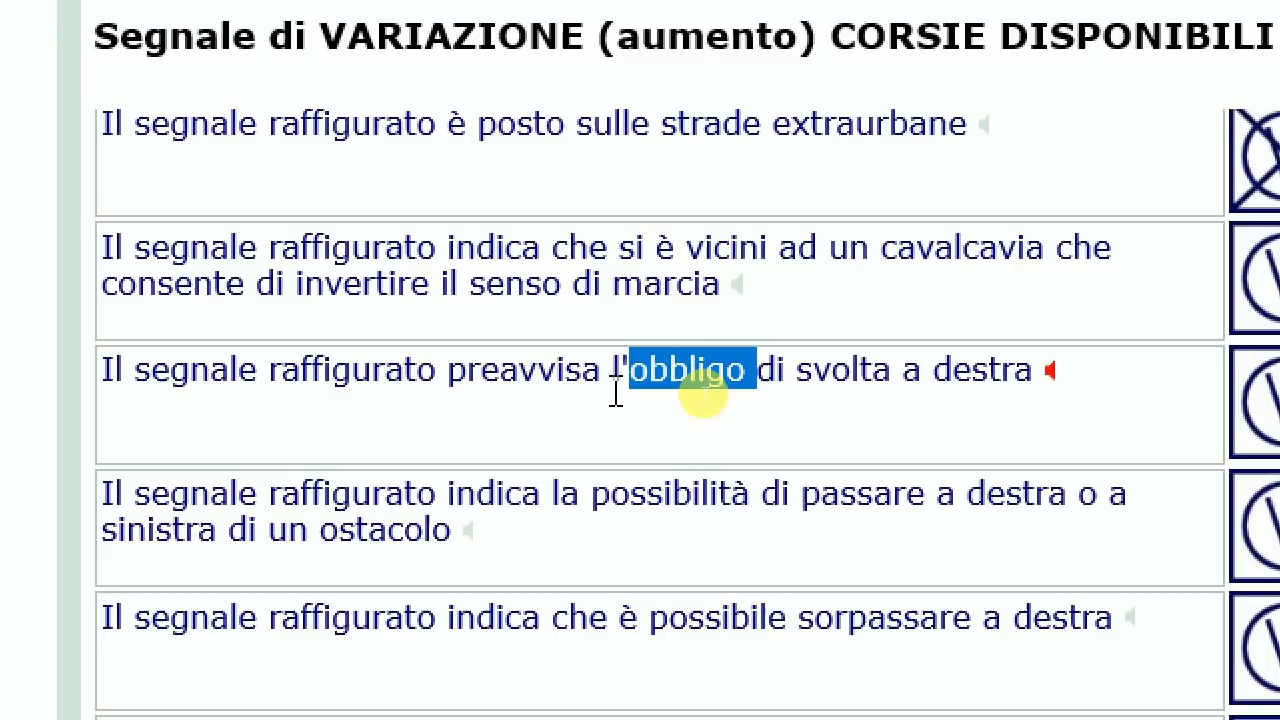 Segnale di VARIAZIONE (aumento) CORSIE DISPONIBILI
Il segnale raffigurato è posto sulle strade extraurbane
Il segnale raffigurato indica che si è vicini ad un cavalcavia che
consente di invertire il senso di marcia
Il segnale raffigurato preavvisa l'obbligo di svolta a destra
Il segnale raffigurato indica la possibilità di passare a destra o a
sinistra di un ostacolo
Il segnale raffigurato indica che è possibile sorpassare a destra